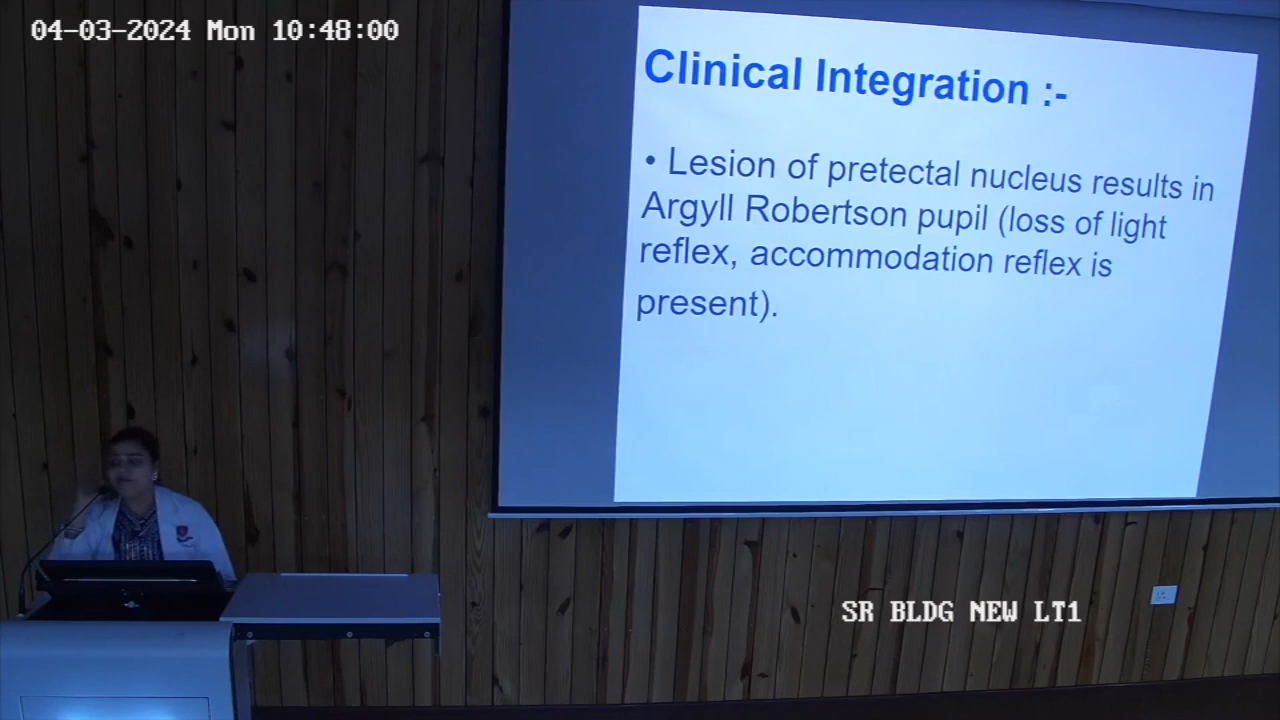 04-03-2024 Mon 10:48:00
Clinical Integration :-
• Lesion of pretectal nucleus results in
Argyll Robertson pupil (loss of light
reflex, accommodation reflex is
present).
SR BLDG NEW LT1